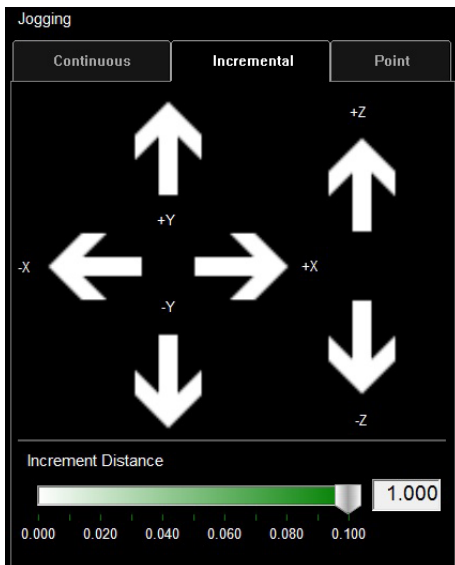 Jogging
Continuous Incremental Point
+Z
+Y
-X +X
-Y
-Z
Increment Distance
1.000
0.000 0.020 0.040 0.060 0.080 0.100